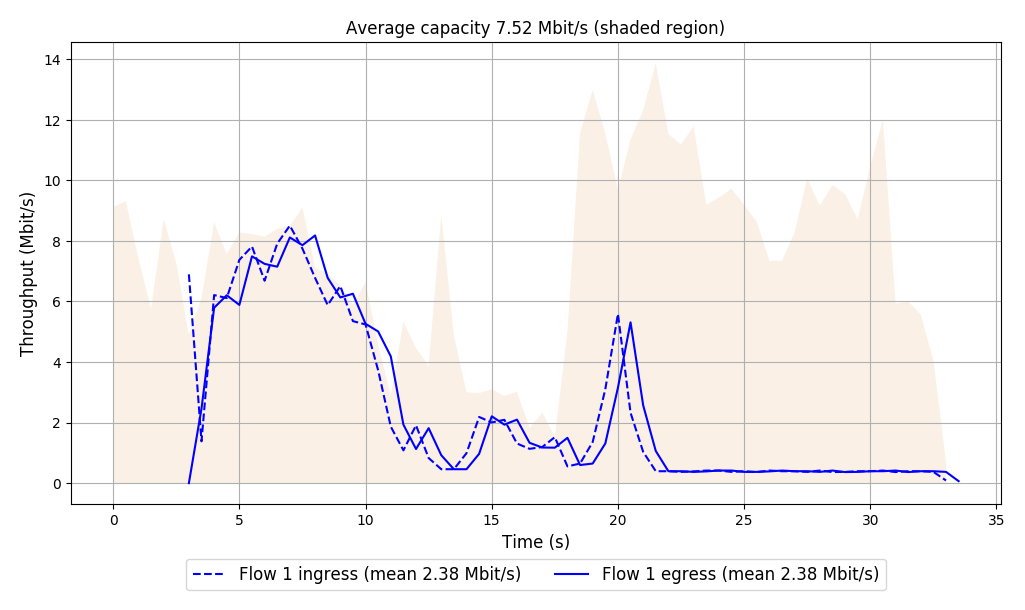 Average capacity 7.52 Mbit/s (shaded region)
14
12
10
8
6
4
2
0
Throughput (Mbit/s)
0 5 10 15 20 25 30 35
Time (s)
Flow 1 ingress (mean 2.38 Mbit/s) Flow 1 egress (mean 2.38 Mbit/s)